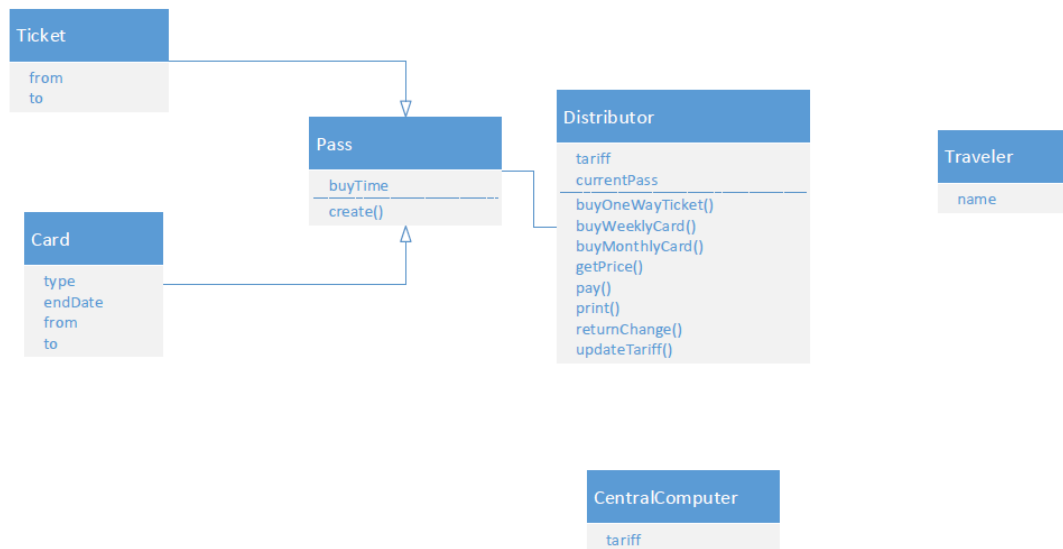 Ticket
from
to
Pass
buyTime
create()
Card
type
endDate
from
to
Distributor
tariff
currentPass
buyOneWayTicket()
buyWeeklyCard()
buyMonthlyCard()
getPrice()
pay()
print()
returnChange()
updateTariff()
Traveler
name
CentralComputer
tariff